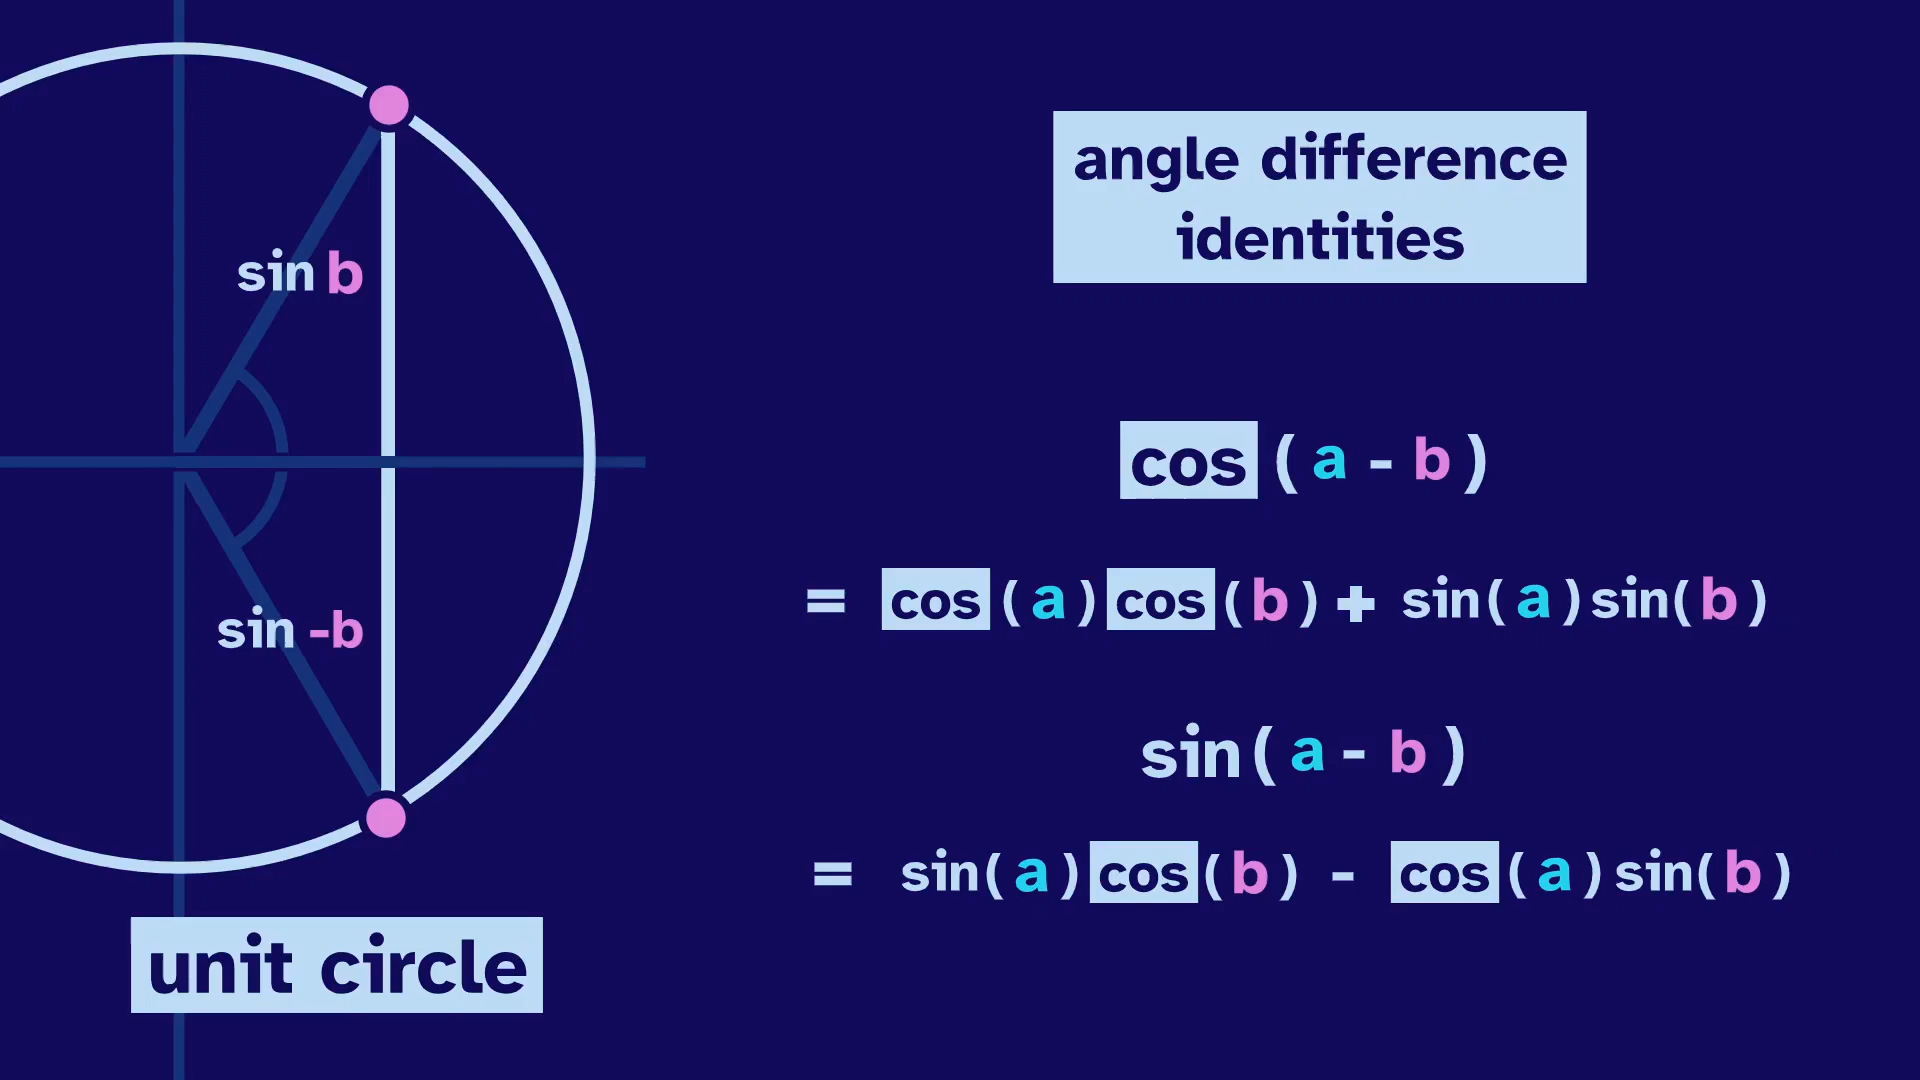 sin b
sin -b
unit circle
angle difference
identities
cos ( a - b )
= cos ( a ) cos ( b ) + sin( a ) sin( b )
sin( a - b )
= sin( a ) cos ( b ) - cos ( a ) sin( b )